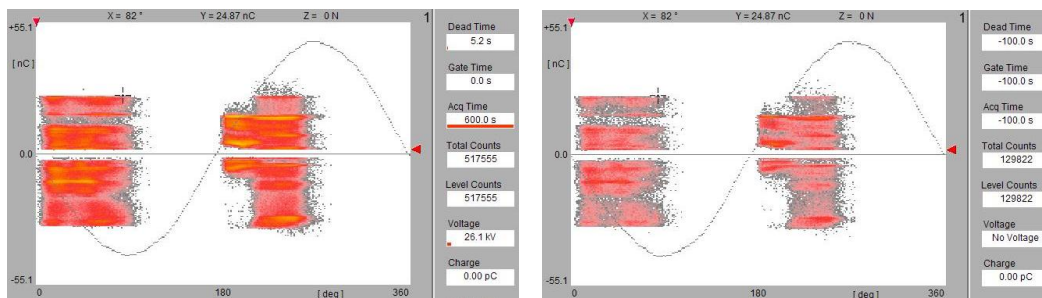 X = 82 ° Y = 24.87 nC Z = 0 N 1
+55.1
[ nC ]
0.0
-55.1
0 180 [ deg ] 360
Dead Time
5.2 s
Gate Time
0.0 s
Acq Time
600.0 s
Total Counts
517555
Level Counts
517555
Voltage
26.1 kV
Charge
0.00 pC
X = 82 ° Y = 24.87 nC Z = 0 N 1
+55.1
[ nC ]
0.0
-55.1
0 180 [ deg ] 360
Dead Time
-100.0 s
Gate Time
-100.0 s
Acq Time
-100.0 s
Total Counts
129822
Level Counts
129822
Voltage
No Voltage
Charge
0.00 pC